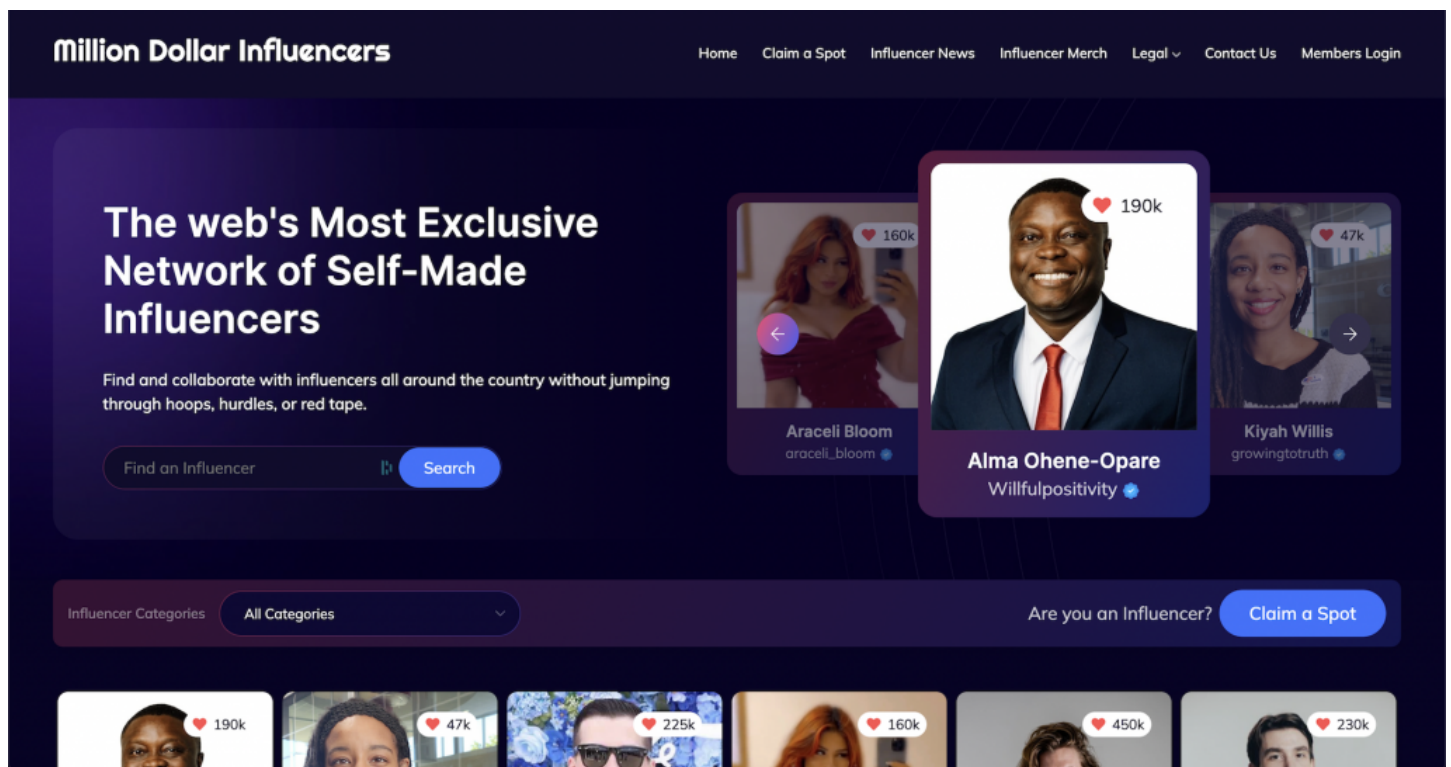 Million Dollar Influencers
Home Claim a Spot Influencer News Influencer Merch Legal Contact Us Members Login
The web's Most Exclusive
Network of Self-Made
Influencers
Find and collaborate with influencers all around the country without jumping
through hoops, hurdles, or red tape.
Find an Influencer Search
160k
Araceli Bloom
araceli_bloom
190k
Alma Ohene-Opare
Willfulpositivity
47k
Kiyah Willis
growingtotruth
Influencer Categories All Categories Are you an Influencer? Claim a Spot
190k 47k 225k 160k 450k 230k